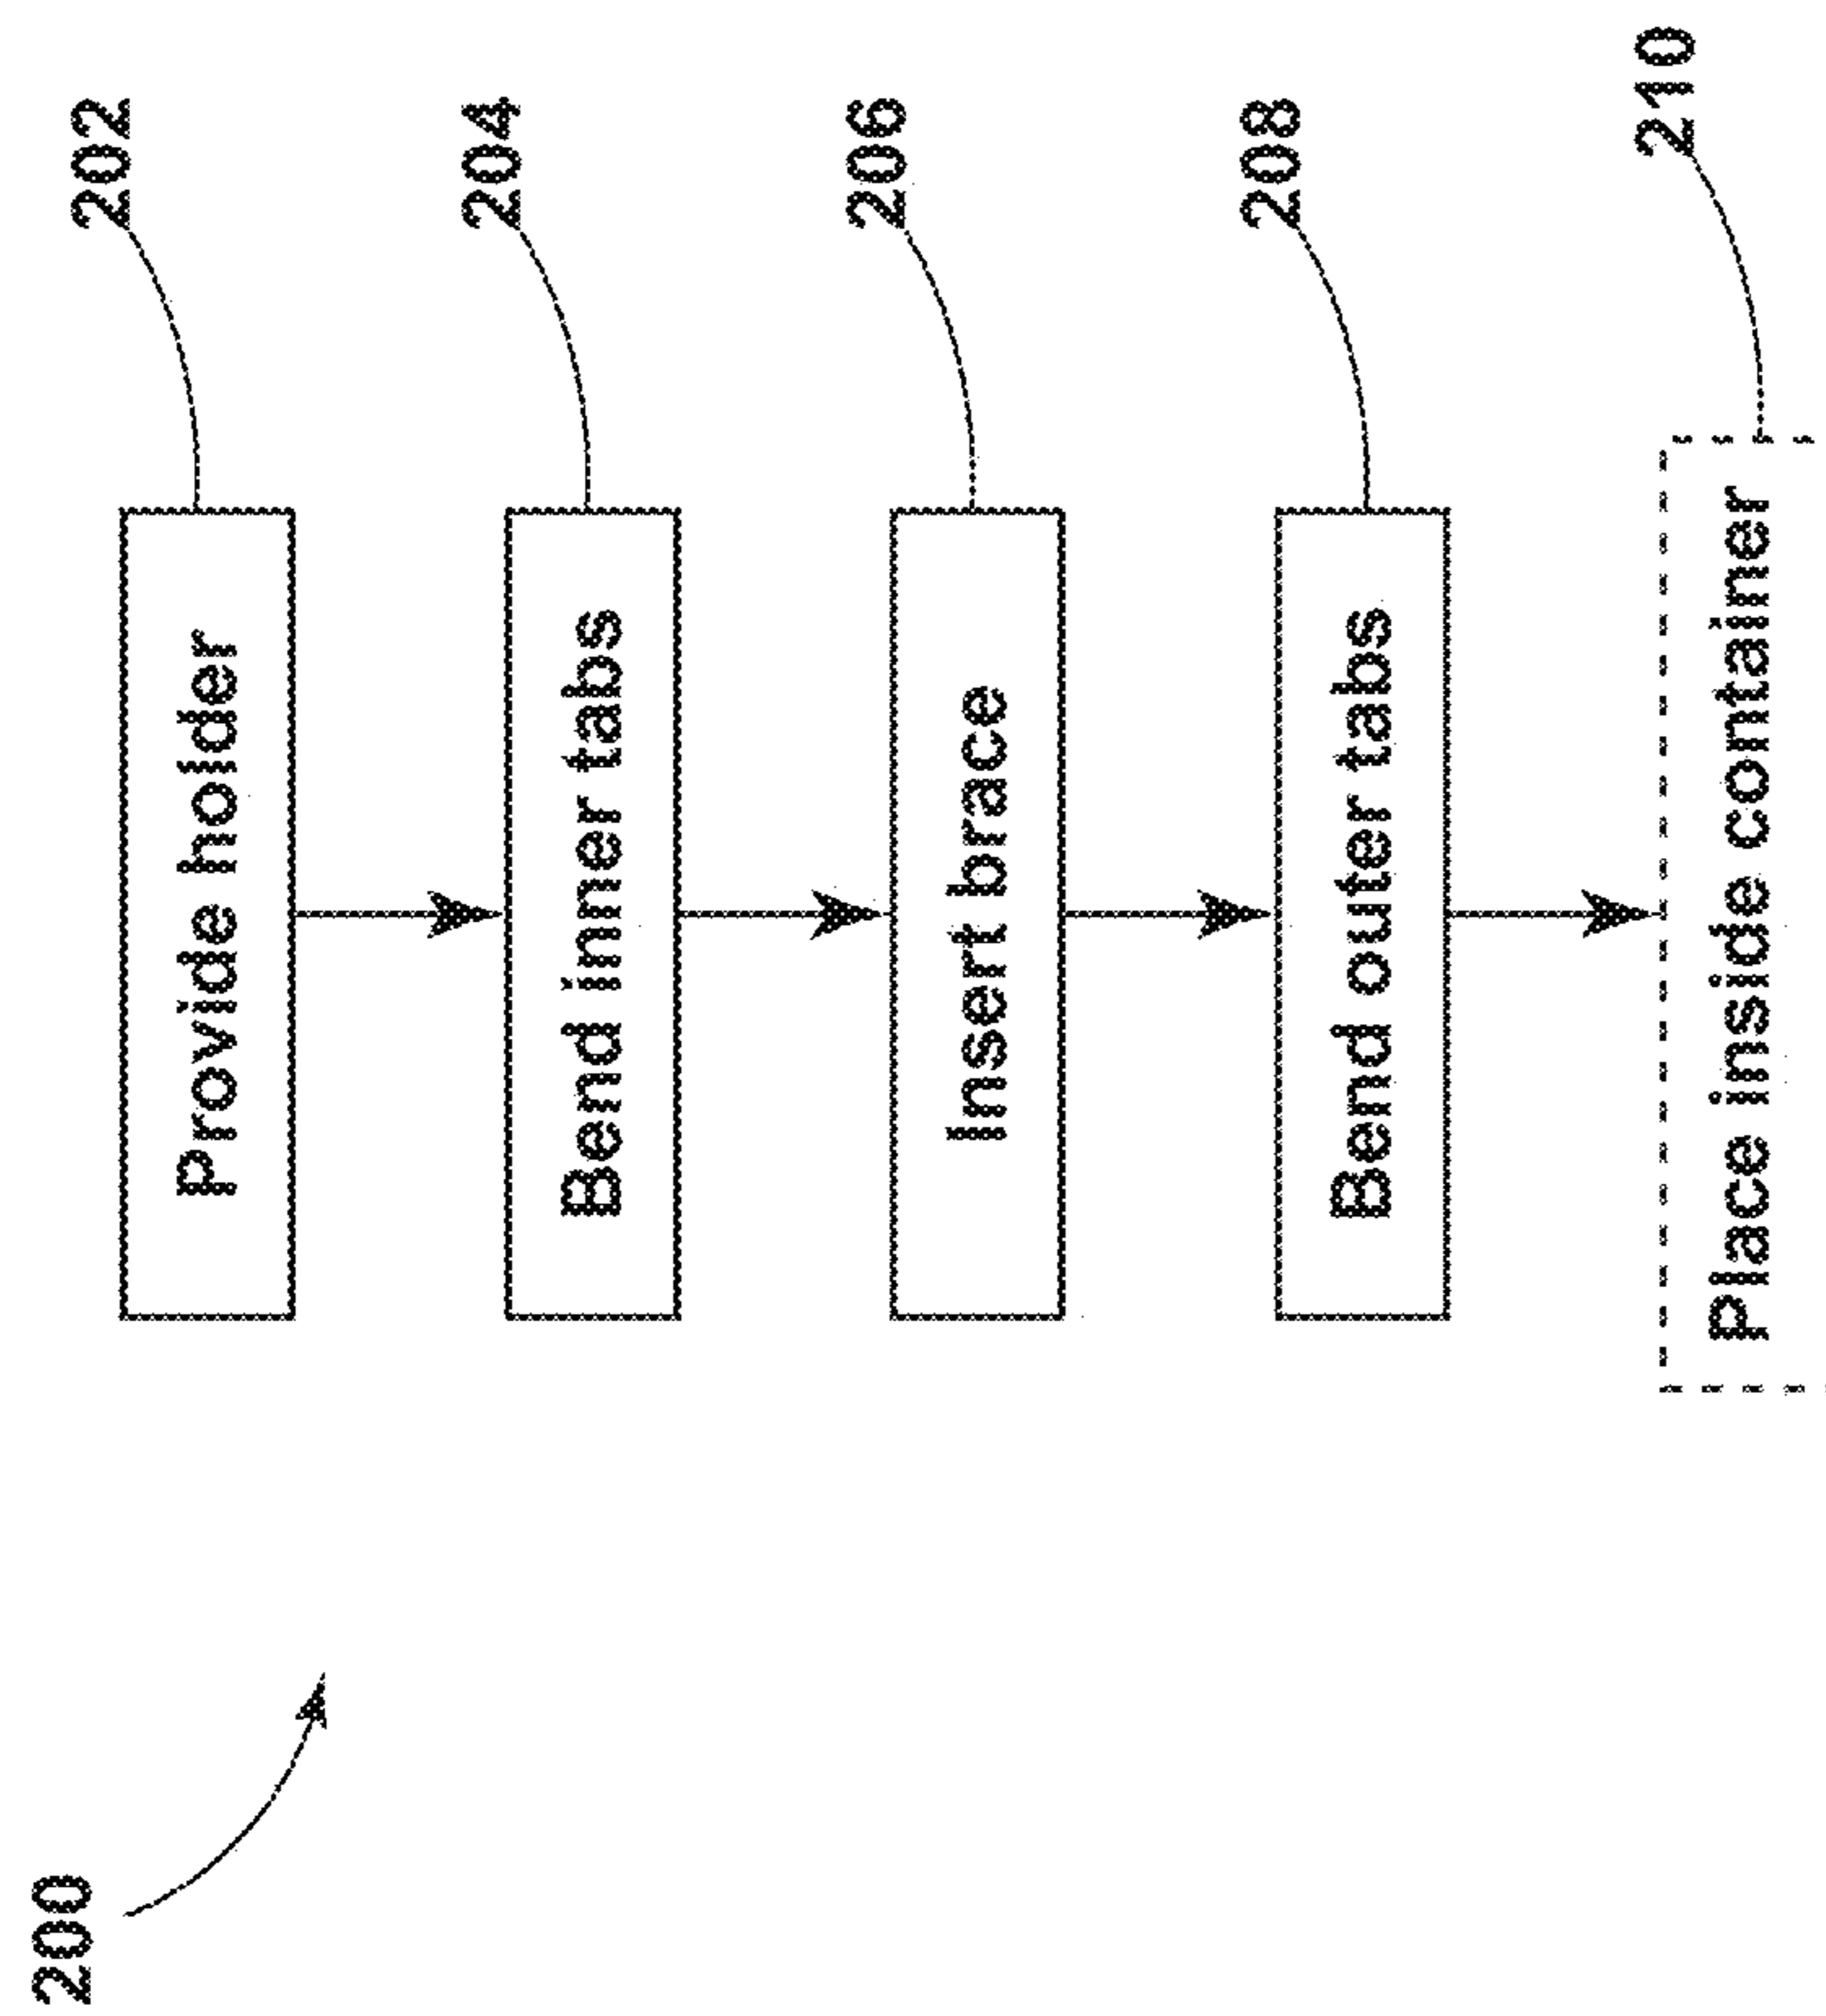 200
202
Provide holder
204
Bend inner tabs
206
Insert brace
208
Bend outer tabs
210
Place inside container